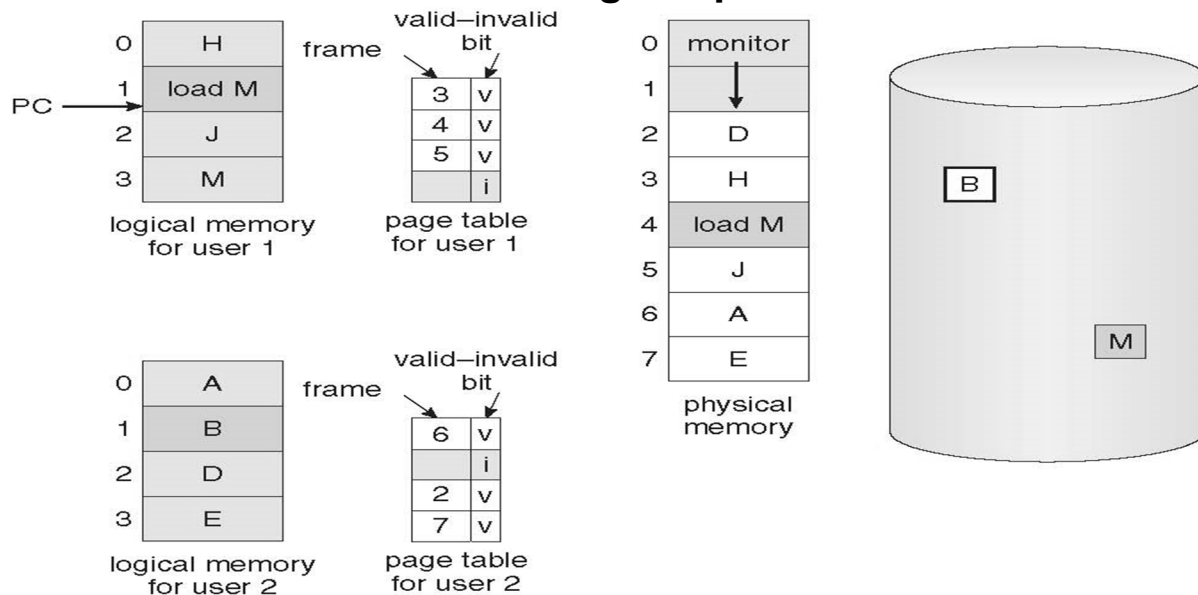 valid–invalid
bit
frame
0 H
1 load M
PC
2 J
3 M
3 v
4 v
5 v
i
logical memory
for user 1
page table
for user 1
valid–invalid
bit
frame
0 A
1 B
2 D
3 E
6 v
i
2 v
7 v
logical memory
for user 2
page table
for user 2
0 monitor
1
2 D
3 H
4 load M
5 J
6 A
7 E
physical
memory
B
M